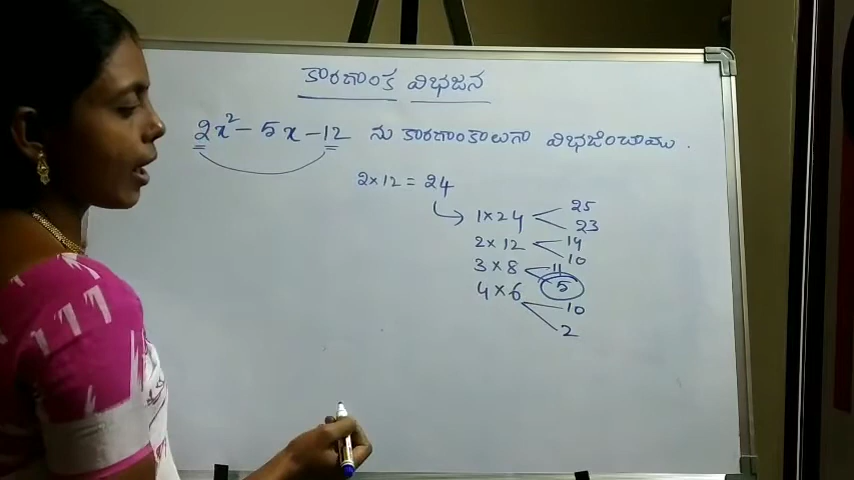 కారణాంక విభజన
2x² - 5x - 12 ను కారణాంకాలుగా విభజించుము.
2×12 = 24
1×24 25
23
2×12 14
10
3×8 11
5
4×6 10
2